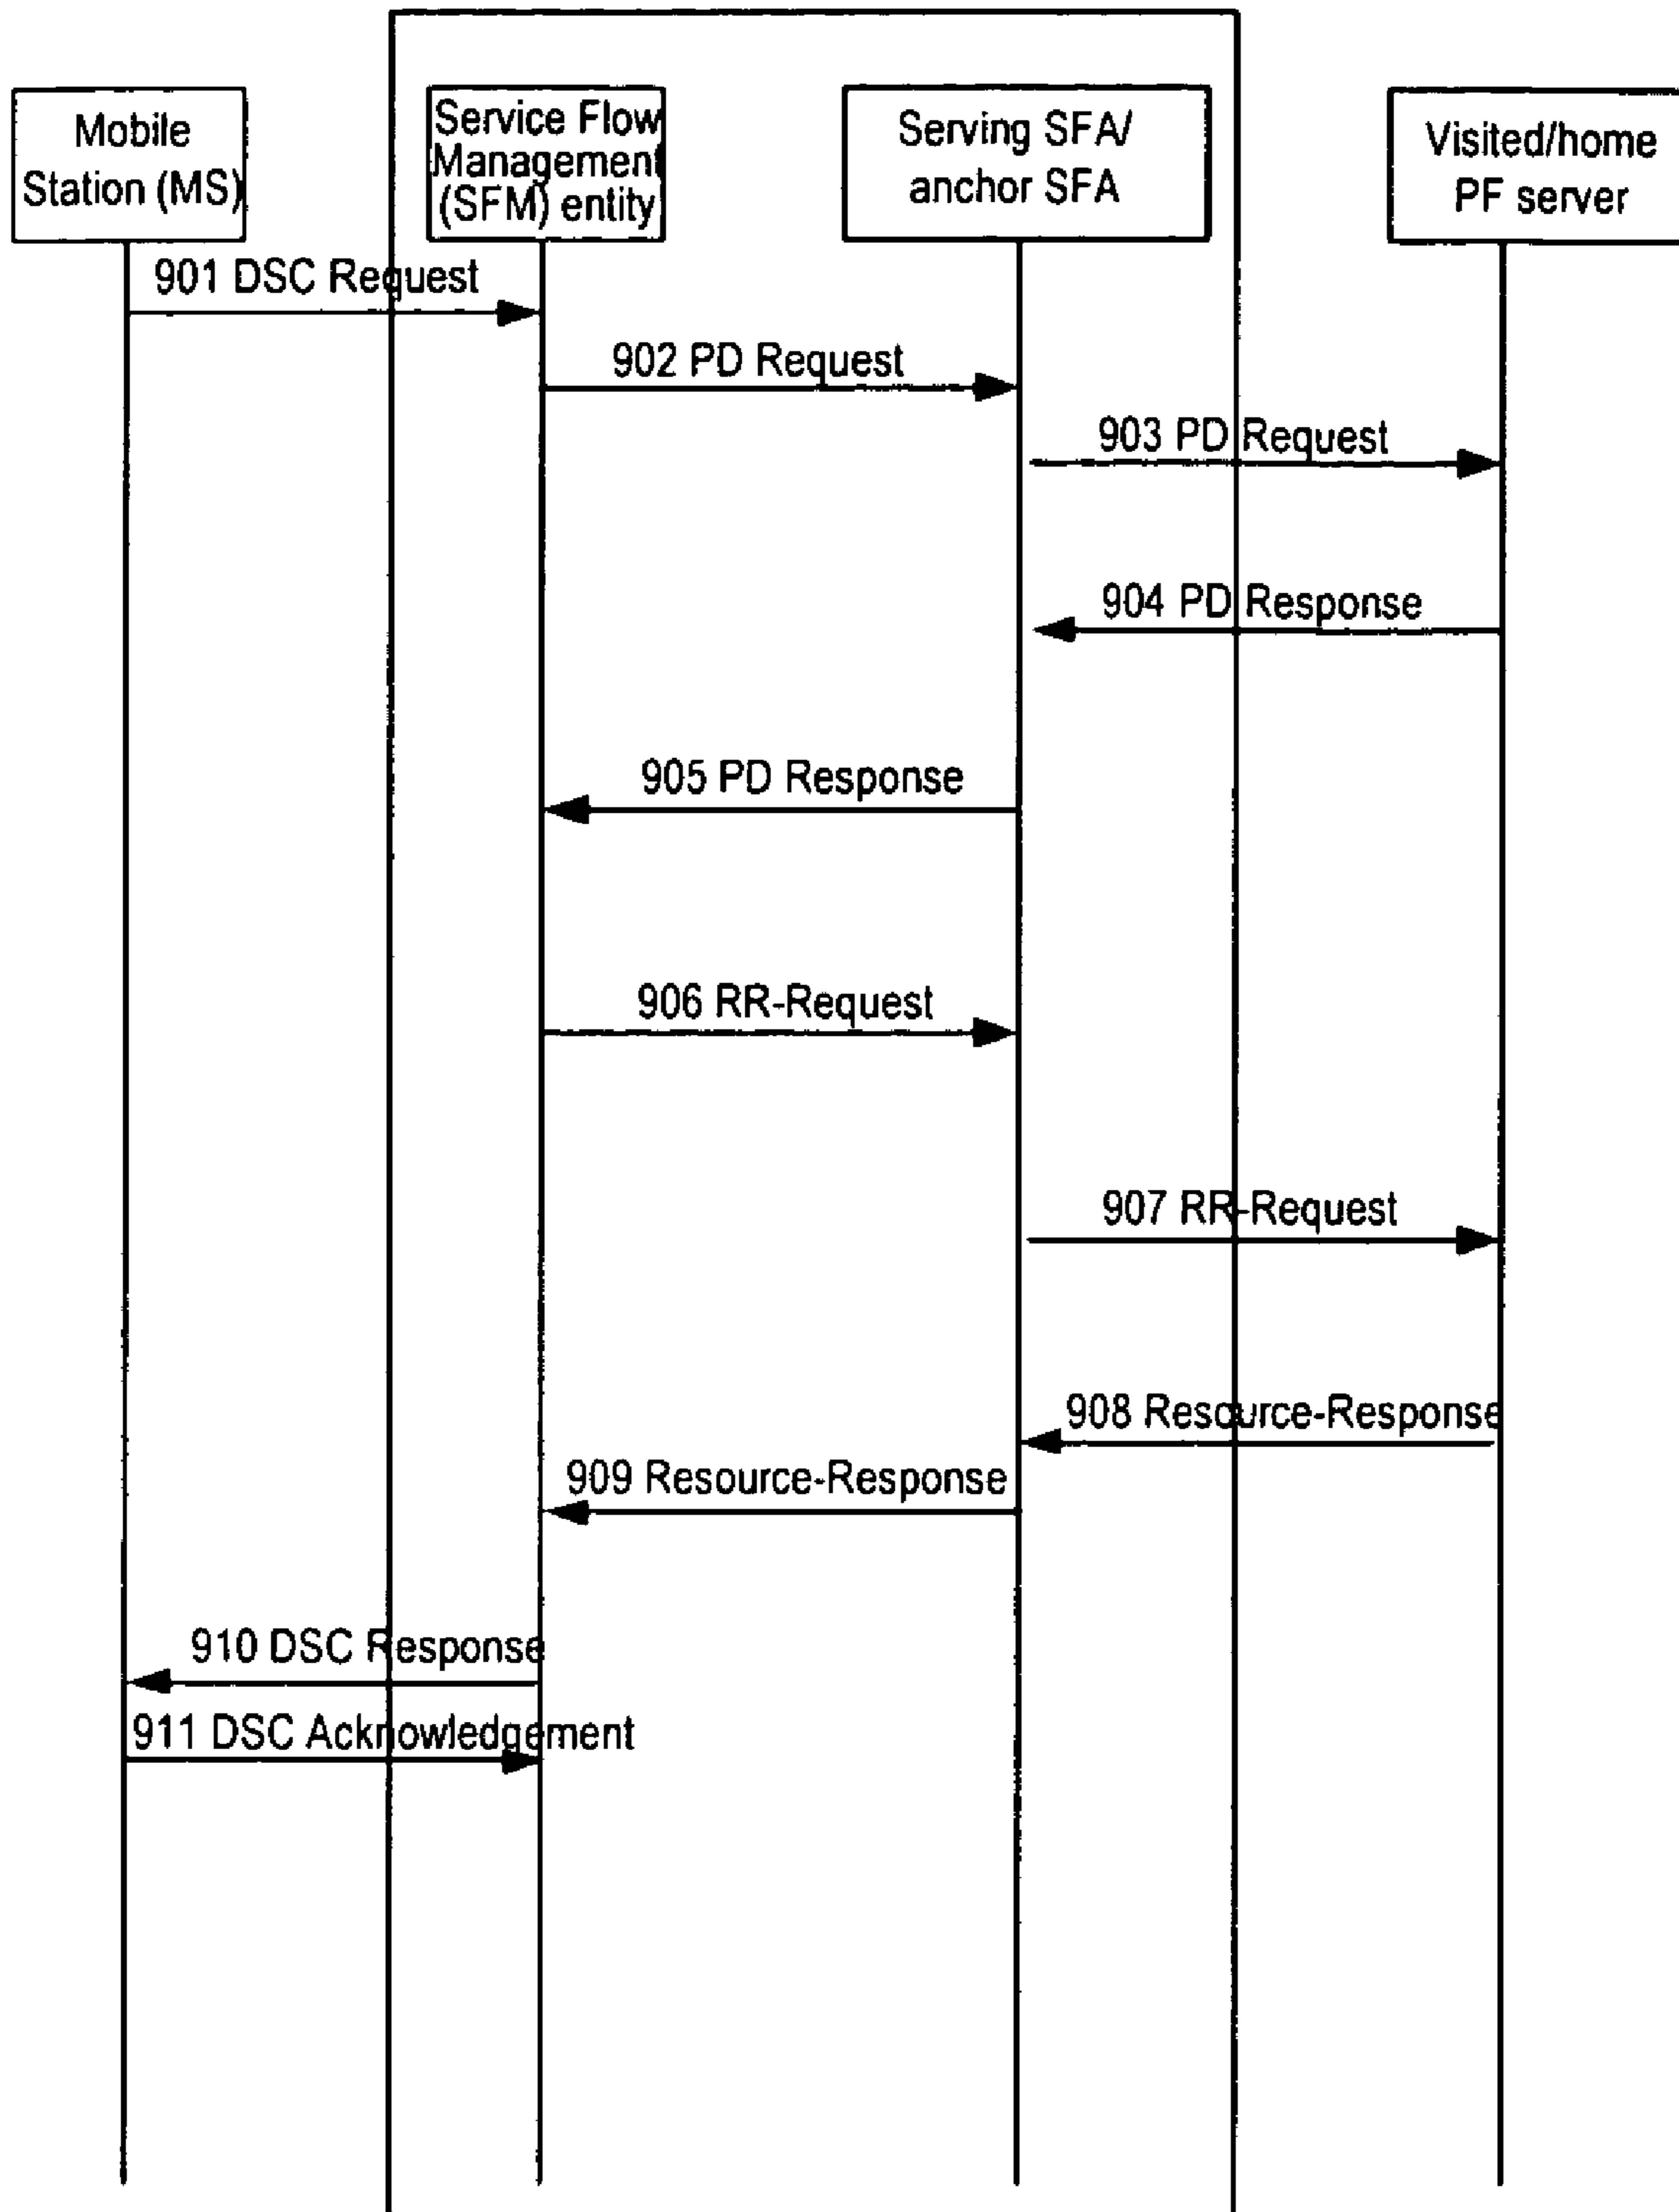 Mobile
Station (MS)
Service Flow
Management
(SFM) entity
Serving SFA/
anchor SFA
Visited/home
PF server
901 DSC Request
902 PD Request
903 PD Request
904 PD Response
905 PD Response
906 RR-Request
907 RR-Request
908 Resource-Response
909 Resource-Response
910 DSC Response
911 DSC Acknowledgement